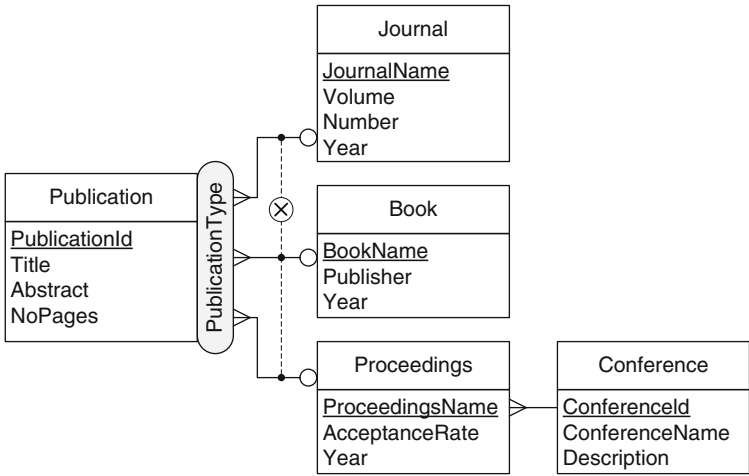 Journal
JournalName
Volume
Number
Year
Publication
PublicationId
Title
Abstract
NoPages
PublicationType
Book
BookName
Publisher
Year
Proceedings
ProceedingsName
AcceptanceRate
Year
Conference
ConferenceId
ConferenceName
Description